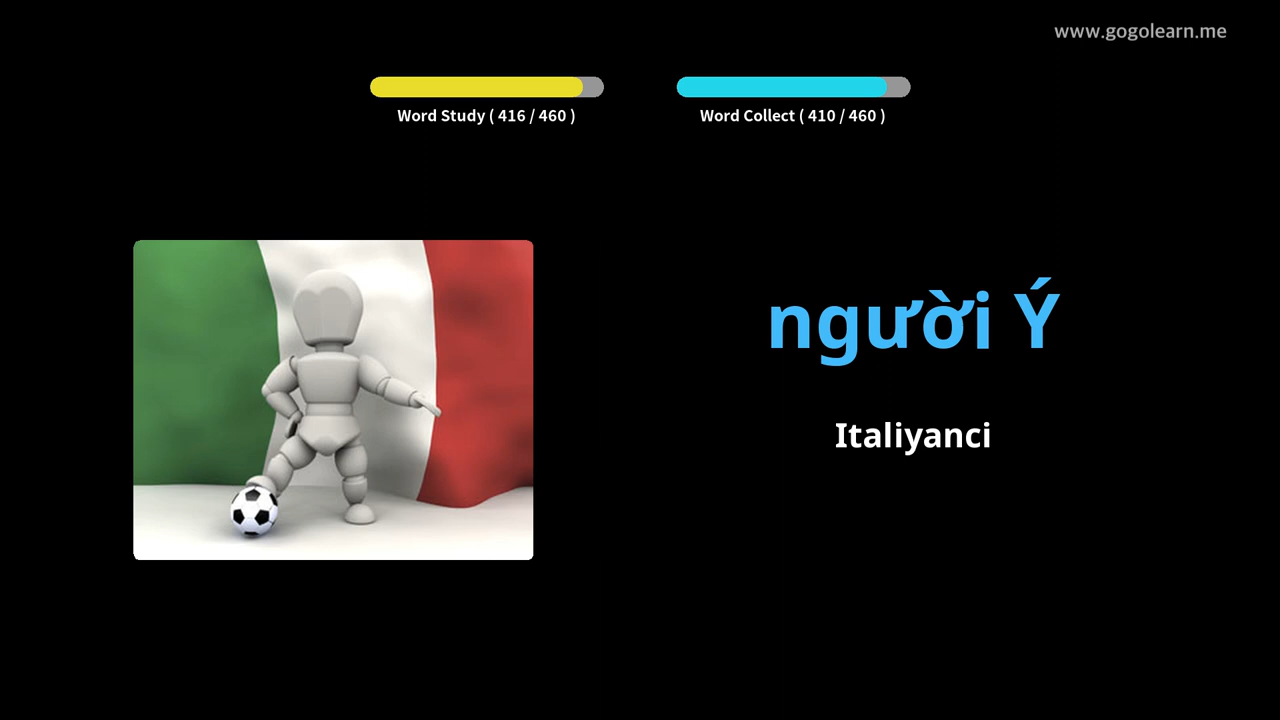 www.gogolearn.me
Word Study ( 416 / 460 )
Word Collect ( 410 / 460 )
người Ý
Italiyanci